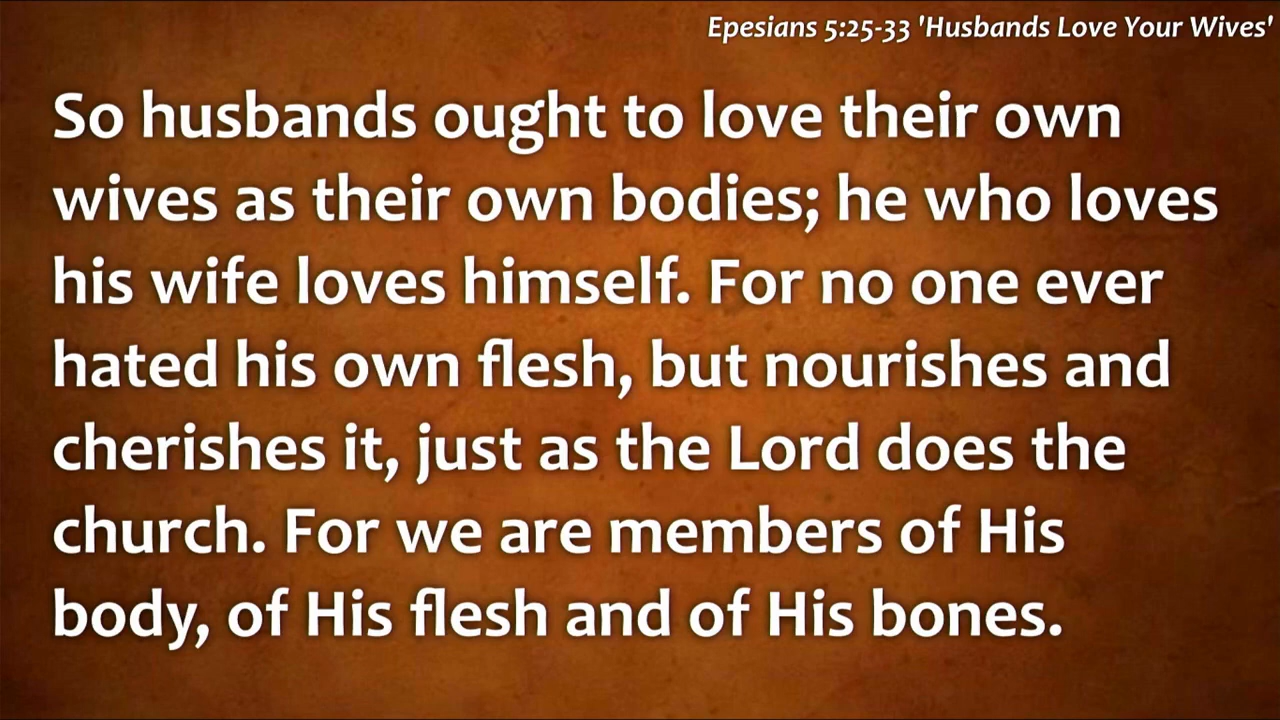 Epesians 5:25-33 'Husbands Love Your Wives'
So husbands ought to love their own
wives as their own bodies; he who loves
his wife loves himself. For no one ever
hated his own flesh, but nourishes and
cherishes it, just as the Lord does the
church. For we are members of His
body, of His flesh and of His bones.